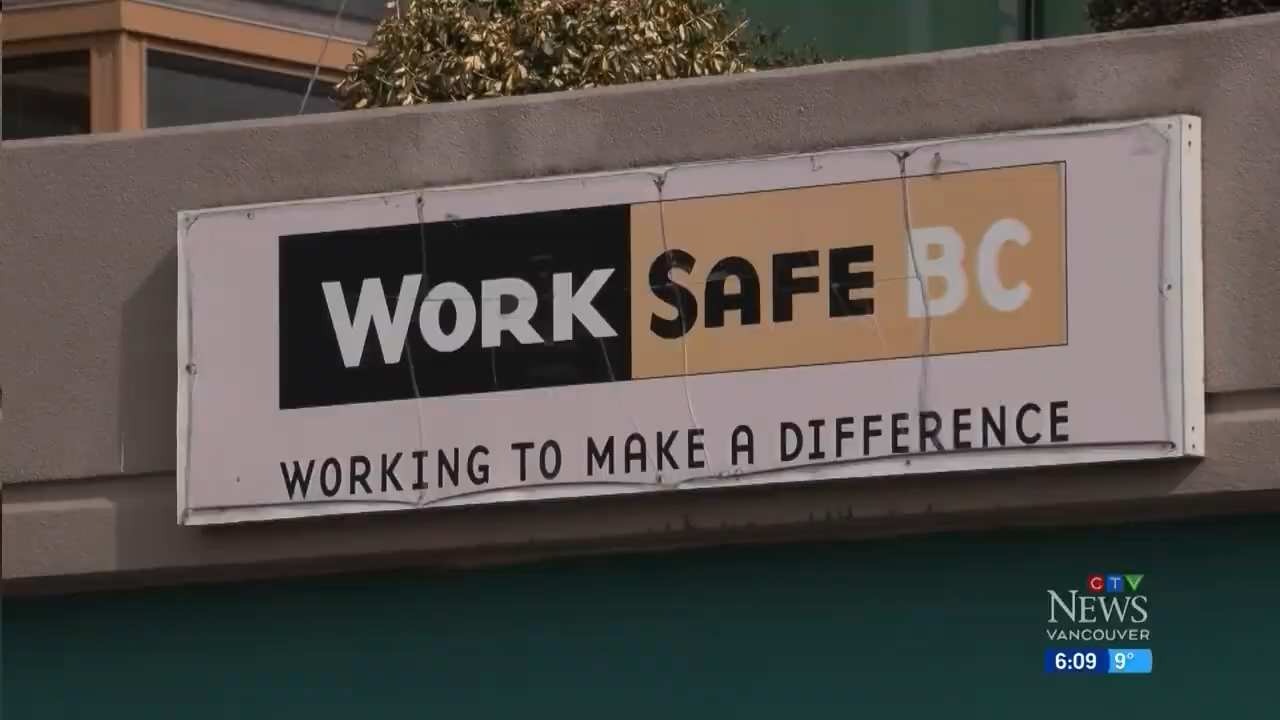 WORK SAFE BC
WORKING TO MAKE A DIFFERENCE
CTV
NEWS
VANCOUVER
6:09 9°